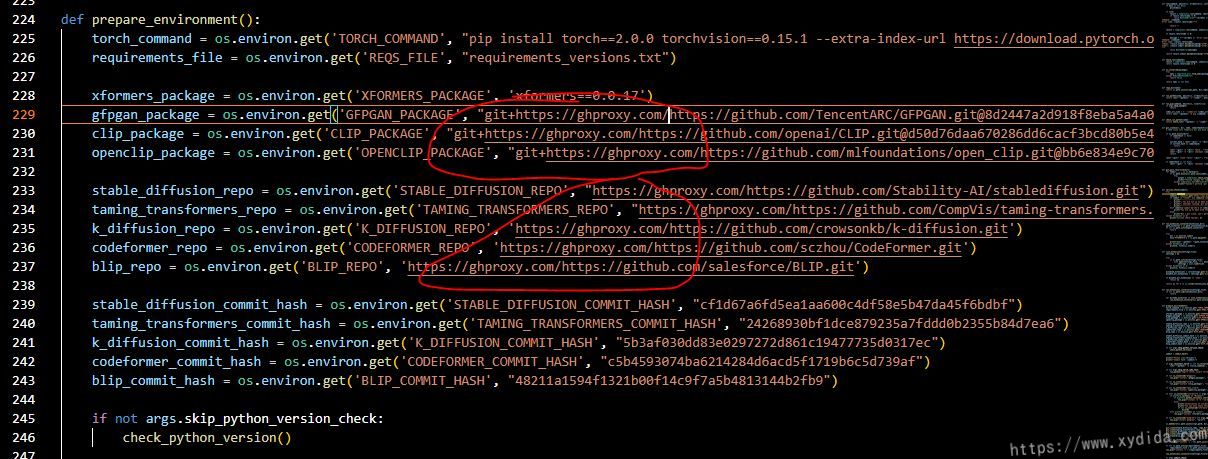 223
224 def prepare_environment():
225 torch_command = os.environ.get('TORCH_COMMAND', "pip install torch==2.0.0 torchvision==0.15.1 --extra-index-url https://download.pytorch.o
226 requirements_file = os.environ.get('REQS_FILE', "requirements_versions.txt")
227
228 xformers_package = os.environ.get('XFORMERS_PACKAGE', 'xformers==0.0.17')
229 gfpgan_package = os.environ.get('GFPGAN_PACKAGE', "git+https://ghproxy.com/https://github.com/TencentARC/GFPGAN.git@8d2447a2d918f8eba5a4a0
230 clip_package = os.environ.get('CLIP_PACKAGE', "git+https://ghproxy.com/https://github.com/openai/CLIP.git@d50d76daa670286dd6cacf3bcd80b5e4
231 openclip_package = os.environ.get('OPENCLIP_PACKAGE', "git+https://ghproxy.com/https://github.com/mlfoundations/open_clip.git@bb6e834e9c70
232
233 stable_diffusion_repo = os.environ.get('STABLE_DIFFUSION_REPO', "https://ghproxy.com/https://github.com/Stability-AI/stablediffusion.git")
234 taming_transformers_repo = os.environ.get('TAMING_TRANSFORMERS_REPO', "https://ghproxy.com/https://github.com/CompVis/taming-transformers.
235 k_diffusion_repo = os.environ.get('K_DIFFUSION_REPO', 'https://ghproxy.com/https://github.com/crowsonkb/k-diffusion.git')
236 codeformer_repo = os.environ.get('CODEFORMER_REPO', 'https://ghproxy.com/https://github.com/sczhou/CodeFormer.git')
237 blip_repo = os.environ.get('BLIP_REPO', 'https://ghproxy.com/https://github.com/salesforce/BLIP.git')
238
239 stable_diffusion_commit_hash = os.environ.get('STABLE_DIFFUSION_COMMIT_HASH', "cf1d67a6fd5ea1aa600c4df58e5b47da45f6bdbf")
240 taming_transformers_commit_hash = os.environ.get('TAMING_TRANSFORMERS_COMMIT_HASH', "24268930bf1dce879235a7fddd0b2355b84d7ea6")
241 k_diffusion_commit_hash = os.environ.get('K_DIFFUSION_COMMIT_HASH', "5b3af030dd83e0297272d861c19477735d0317ec")
242 codeformer_commit_hash = os.environ.get('CODEFORMER_COMMIT_HASH', "c5b4593074ba6214284d6acd5f1719b6c5d739af")
243 blip_commit_hash = os.environ.get('BLIP_COMMIT_HASH', "48211a1594f1321b00f14c9f7a5b4813144b2fb9")
244
245 if not args.skip_python_version_check:
246 check_python_version()
247
https://www.xydida.com